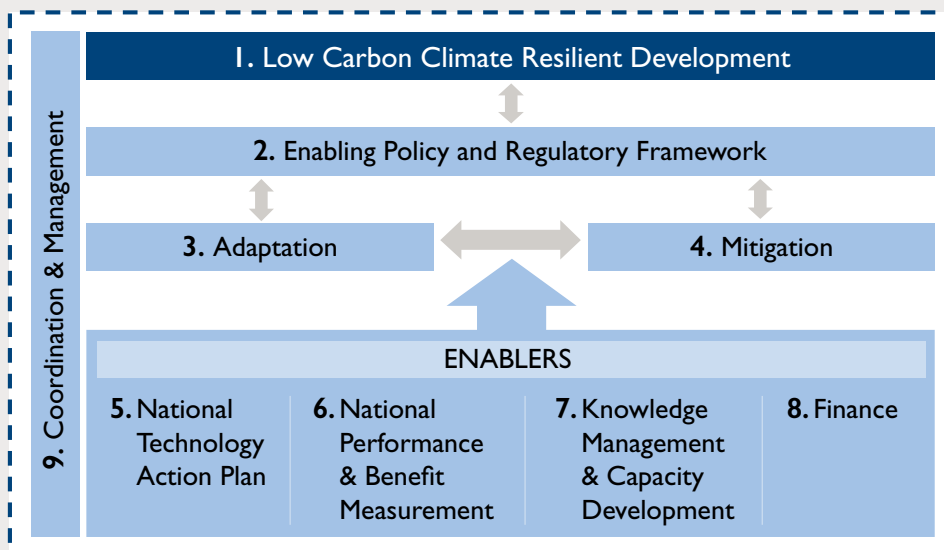 1. Low Carbon Climate Resilient Development
2. Enabling Policy and Regulatory Framework
3. Adaptation
4. Mitigation
ENABLERS
5. National
Technology
Action Plan
6. National
Performance
& Benefit
Measurement
7. Knowledge
Management
& Capacity
Development
8. Finance
9. Coordination & Management